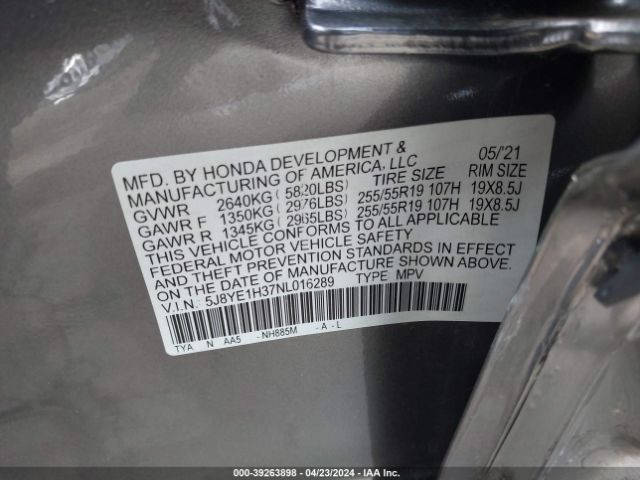 MFD. BY HONDA DEVELOPMENT & 05/'21
MANUFACTURING OF AMERICA, LLC TIRE SIZE RIM SIZE
GVWR 2640KG ( 5820LBS)
GAWR F 1350KG ( 2976LBS) 255/55R19 107H 19X8.5J
GAWR R 1345KG ( 2965LBS) 255/55R19 107H 19X8.5J
THIS VEHICLE CONFORMS TO ALL APPLICABLE
FEDERAL MOTOR VEHICLE SAFETY
AND THEFT PREVENTION STANDARDS IN EFFECT
ON THE DATE OF MANUFACTURE SHOWN ABOVE.
V.I.N.: 5J8YE1H37NL016289 TYPE MPV
TYA N AA5 -NH885M -A-L
000-39263898 - 04/23/2024 - IAA Inc.